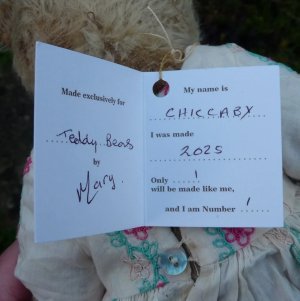 Made exclusively for
Teddy Bears
by
Mary
My name is
CHICCABY
I was made
2025
Only 1
will be made like me,
and I am Number 1